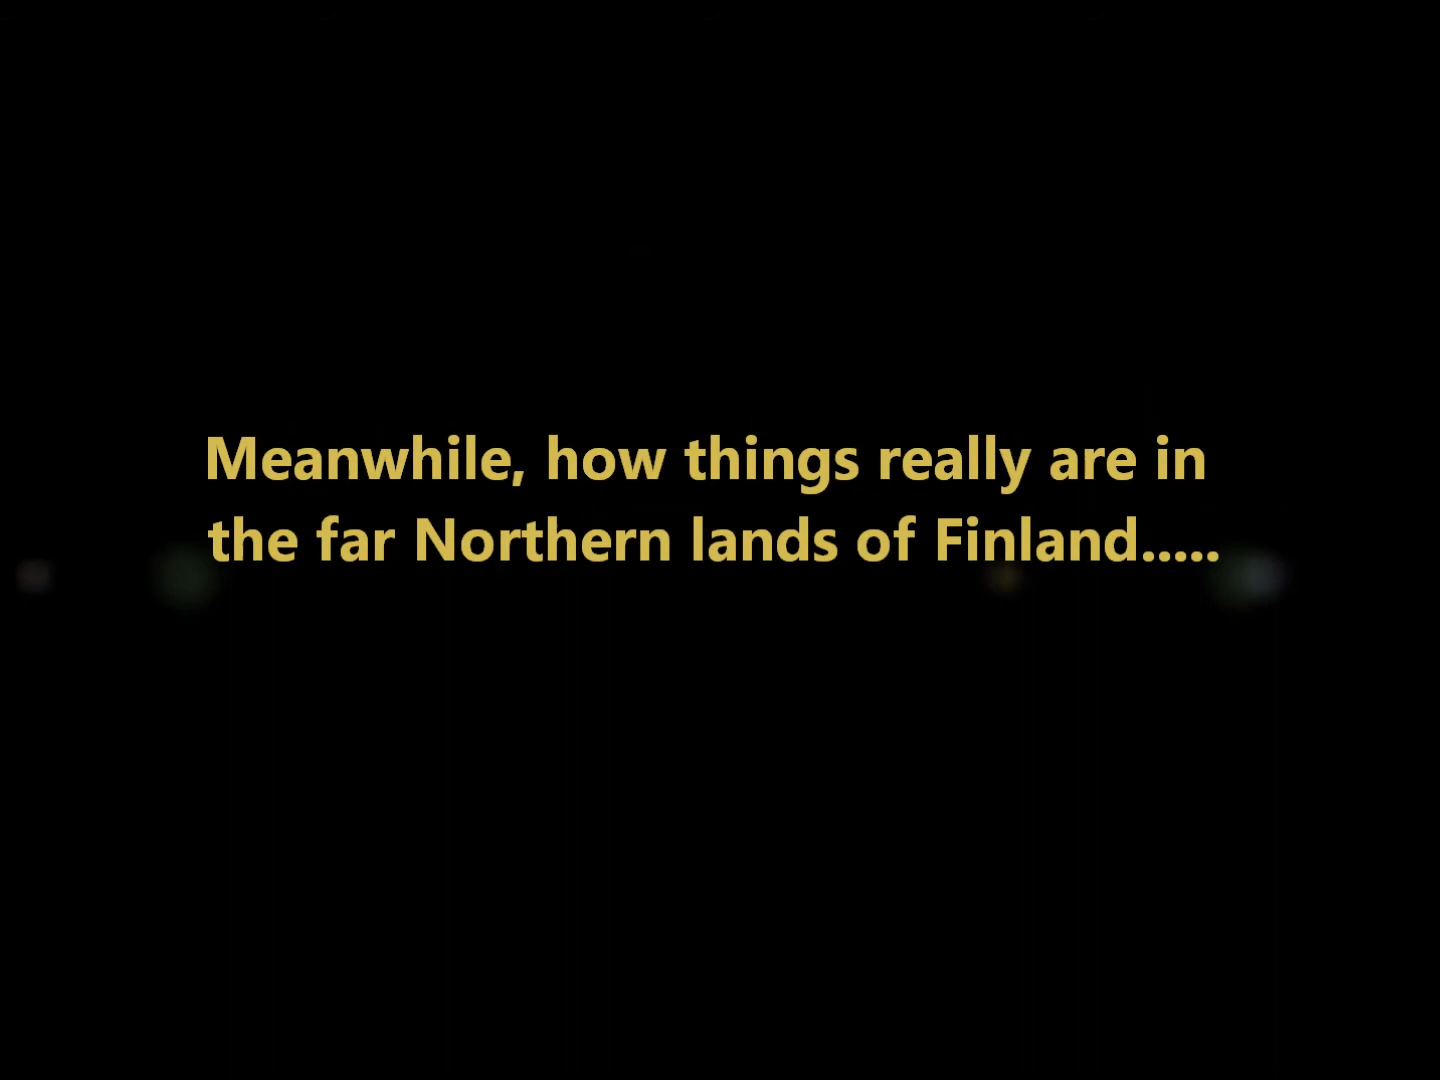 Meanwhile, how things really are in
the far Northern lands of Finland.....